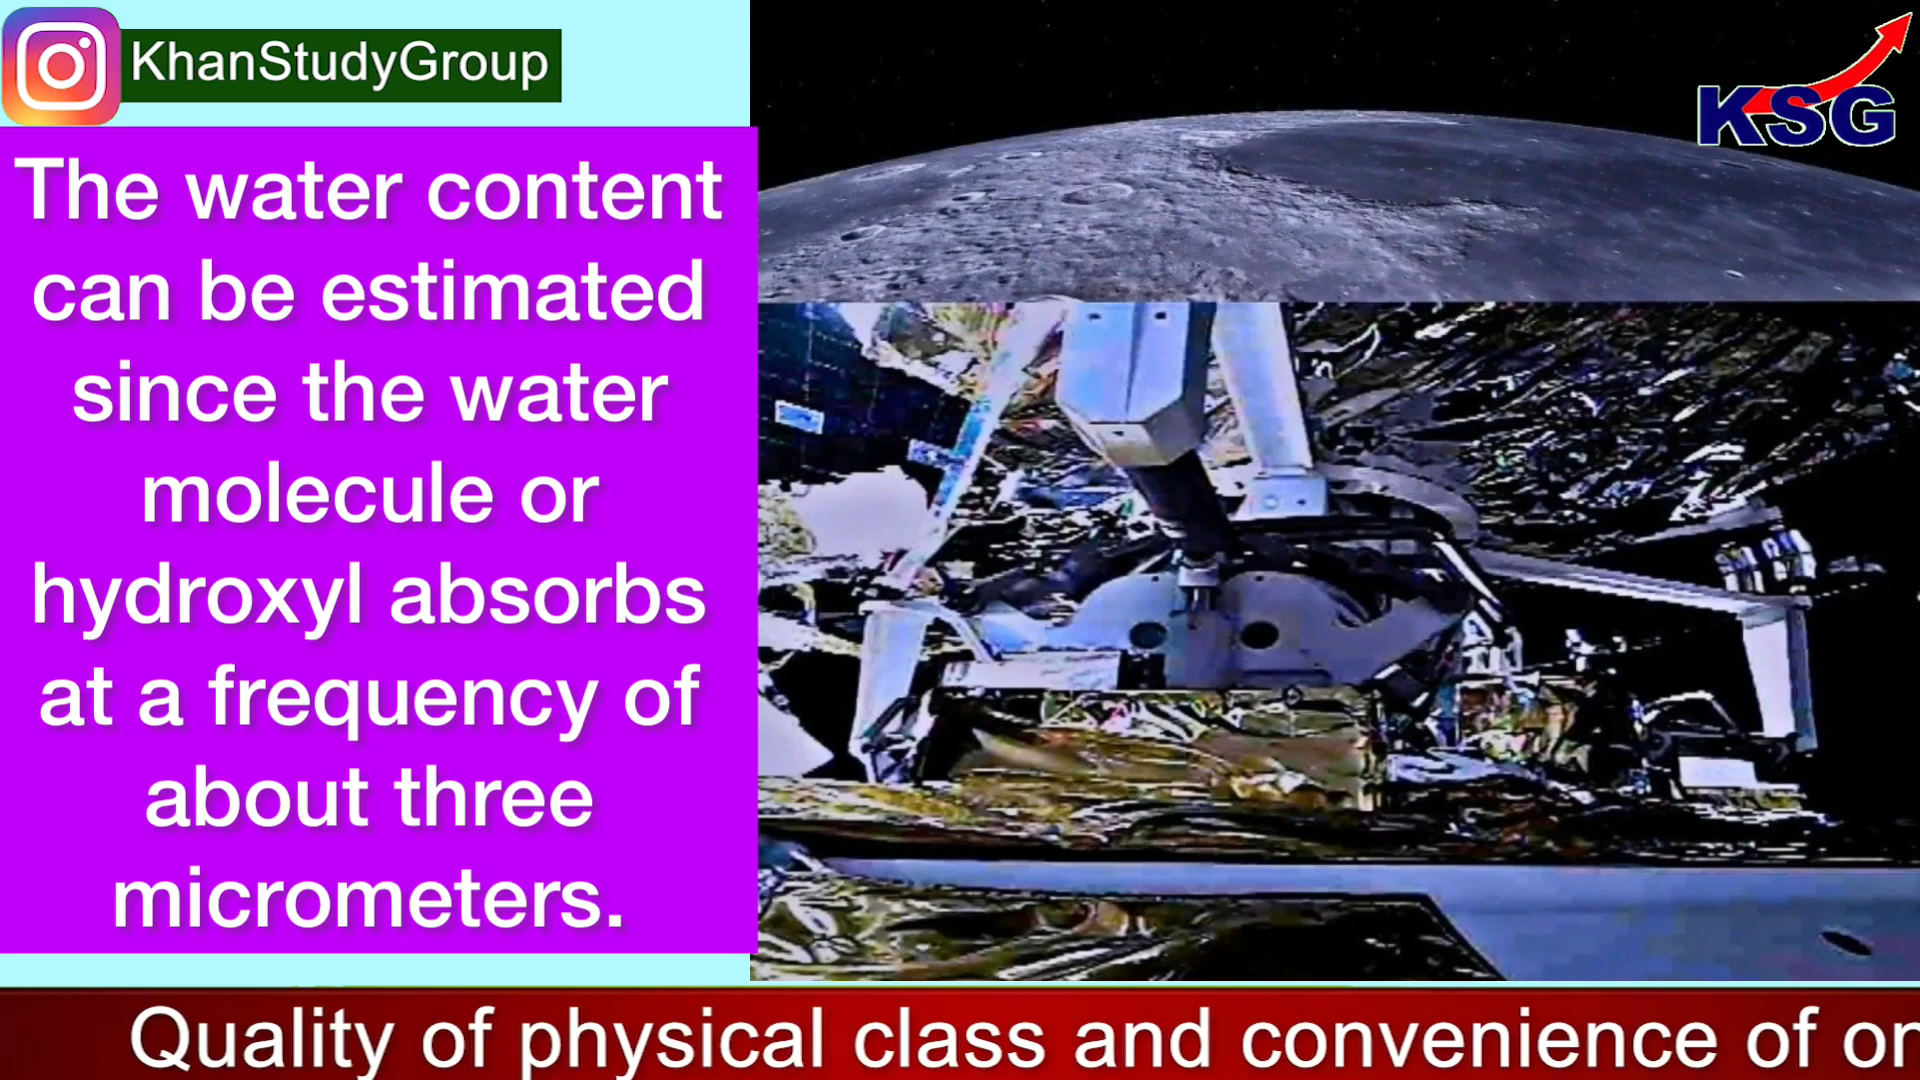 KhanStudyGroup
KSG
The water content
can be estimated
since the water
molecule or
hydroxyl absorbs
at a frequency of
about three
micrometers.
Quality of physical class and convenience of